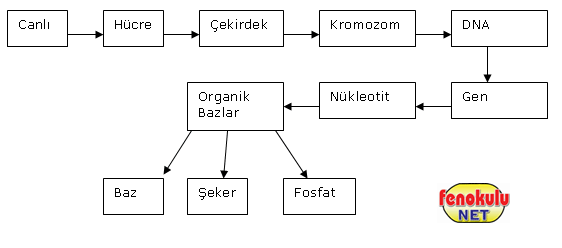 Canlı
Hücre
Çekirdek
Kromozom
DNA
Organik
Bazlar
Nükleotit
Gen
Baz
Şeker
Fosfat
fenokulu
NET